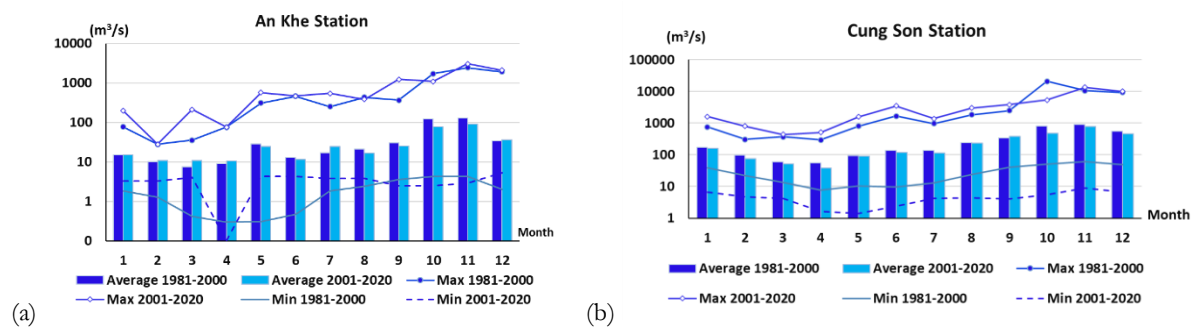 An Khe Station
(m³/s)
10000
1000
100
10
1
0
1 2 3 4 5 6 7 8 9 10 11 12
Month
Average 1981-2000 Average 2001-2020 Max 1981-2000
Max 2001-2020 Min 1981-2000 Min 2001-2020
(a)
Cung Son Station
(m³/s)
100000
10000
1000
100
10
1
1 2 3 4 5 6 7 8 9 10 11 12
Month
Average 1981-2000 Average 2001-2020 Max 1981-2000
Max 2001-2020 Min 1981-2000 Min 2001-2020
(b)